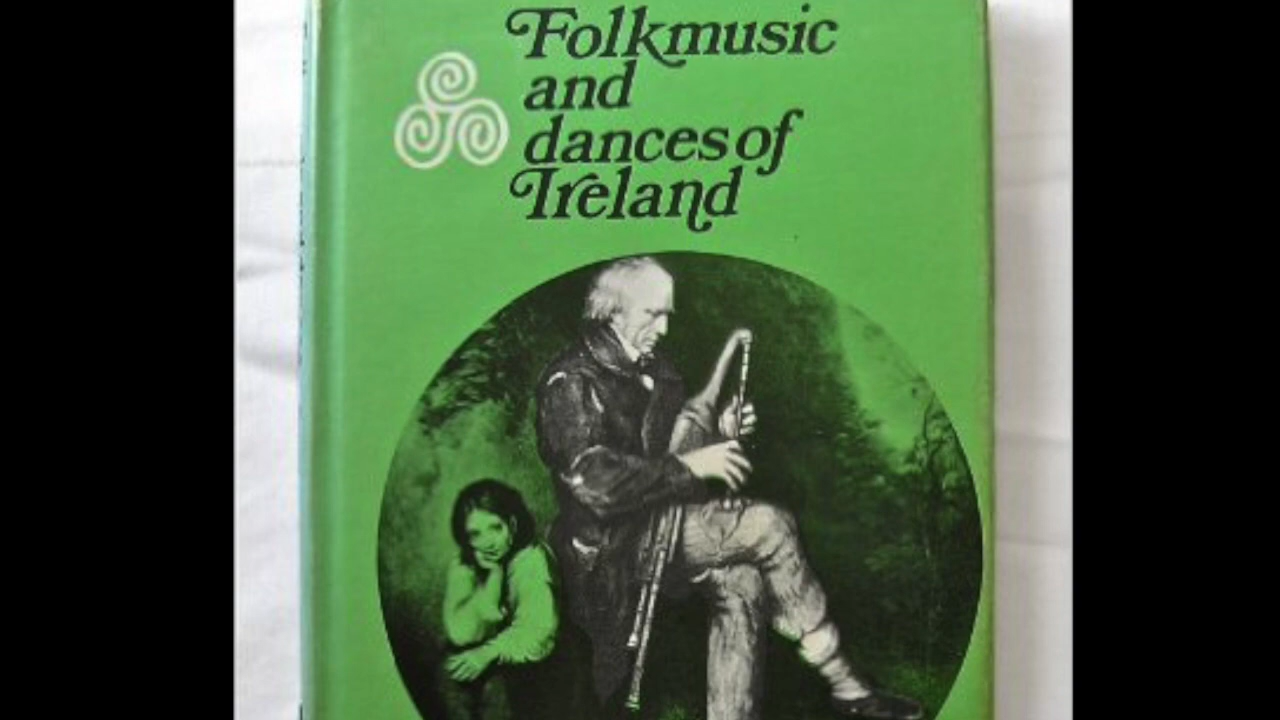 Folkmusic
and
dances of
Ireland